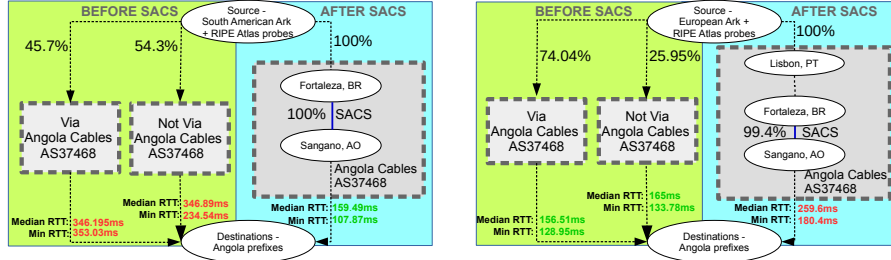 BEFORE SACS
Source -
South American Ark
+ RIPE Atlas probes
AFTER SACS
45.7%
54.3%
100%
Via
Angola Cables
AS37468
Not Via
Angola Cables
AS37468
Fortaleza, BR
100%
SACS
Sangano, AO
Angola Cables
AS37468
Median RTT: 346.195ms
Min RTT: 353.03ms
Median RTT: 346.89ms
Min RTT: 234.54ms
Median RTT: 159.49ms
Min RTT: 107.87ms
Destinations -
Angola prefixes
BEFORE SACS
Source -
European Ark +
RIPE Atlas probes
AFTER SACS
74.04%
25.95%
100%
Via
Angola Cables
AS37468
Not Via
Angola Cables
AS37468
Lisbon, PT
Fortaleza, BR
99.4%
SACS
Sangano, AO
Angola Cables
AS37468
Median RTT: 156.51ms
Min RTT: 128.95ms
Median RTT: 165ms
Min RTT: 133.78ms
Median RTT: 259.6ms
Min RTT: 180.4ms
Destinations -
Angola prefixes